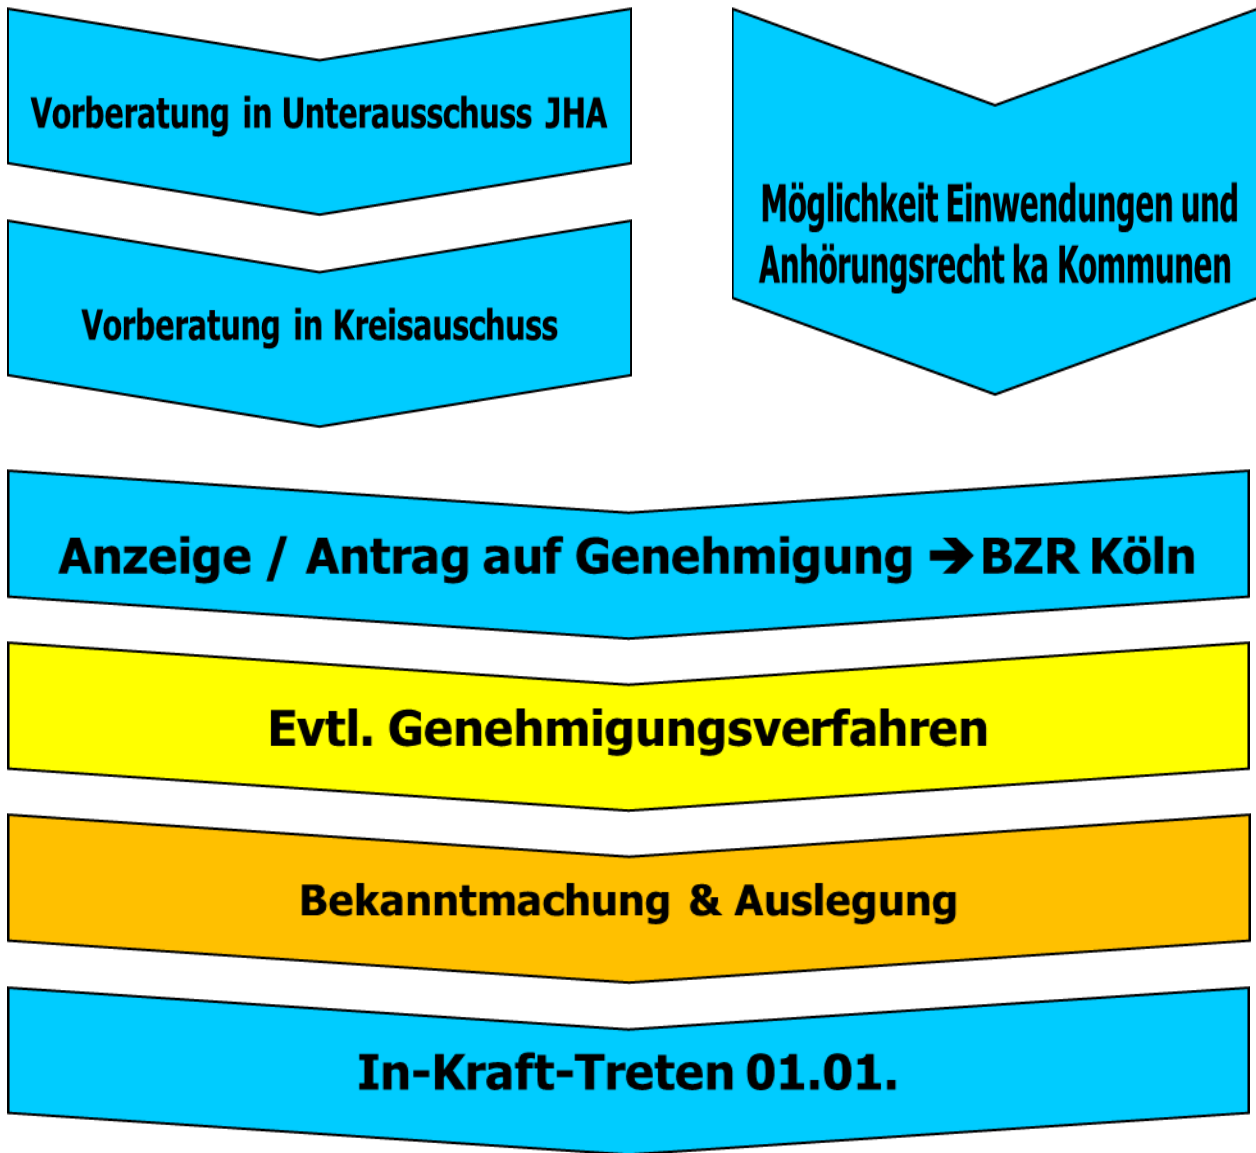 Vorberatung in Unterausschuss JHA
Vorberatung in Kreisauschuss
Möglichkeit Einwendungen und
Anhörungsrecht ka Kommunen
Anzeige / Antrag auf Genehmigung ➔ BZR Köln
Evtl. Genehmigungsverfahren
Bekanntmachung & Auslegung
In-Kraft-Treten 01.01.